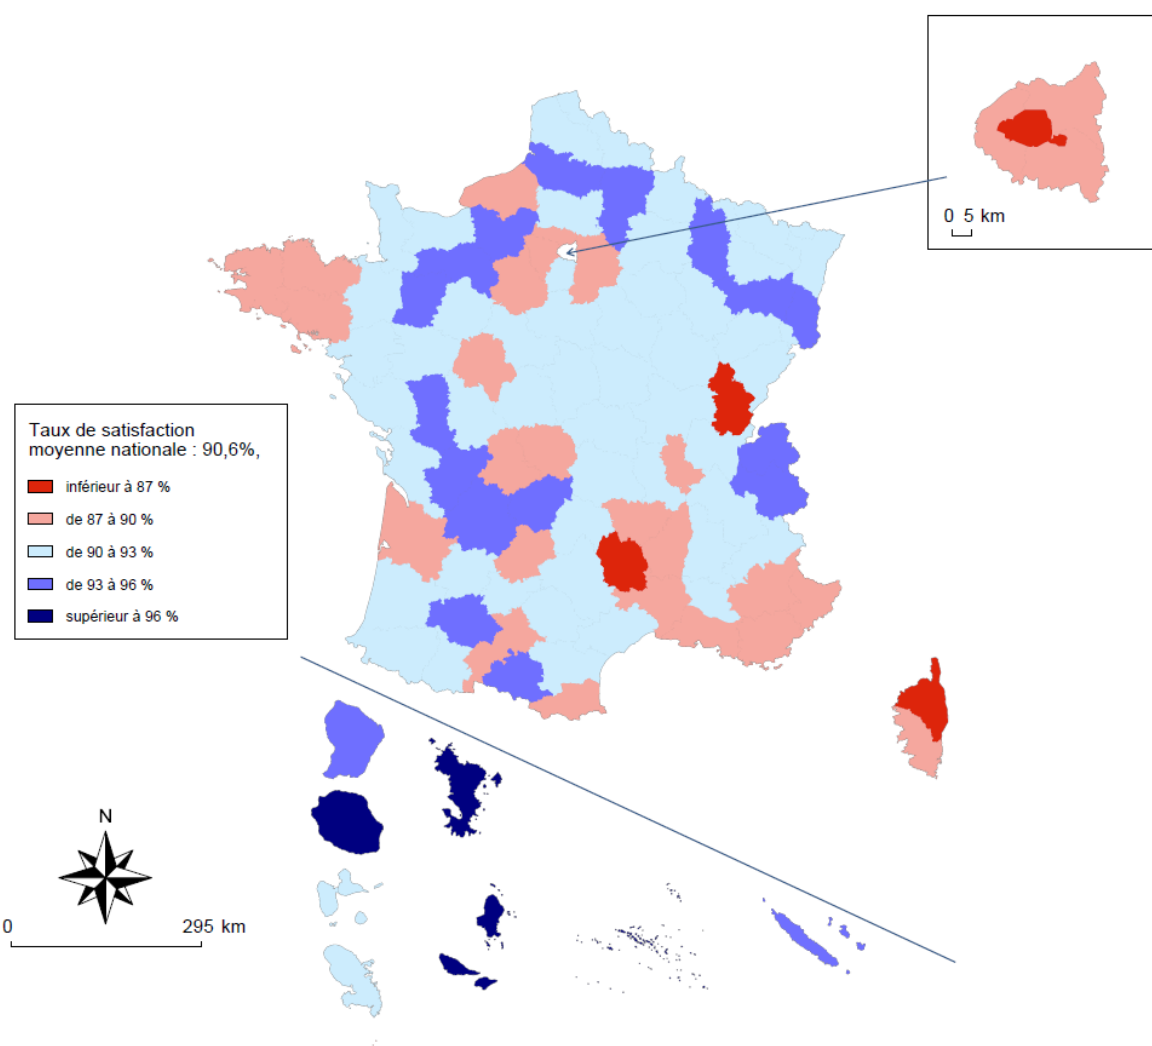 0 5 km
Taux de satisfaction
moyenne nationale : 90,6%,
inférieur à 87 %
de 87 à 90 %
de 90 à 93 %
de 93 à 96 %
supérieur à 96 %
N
0 295 km